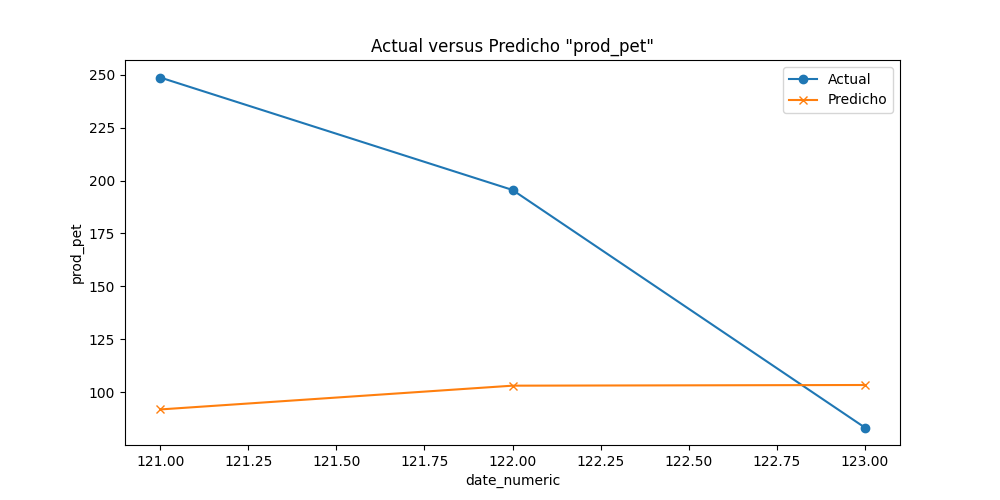 Actual versus Predicho "prod_pet"
Actual
Predicho
250
225
200
175
150
125
100
prod_pet
121.00 121.25 121.50 121.75 122.00 122.25 122.50 122.75 123.00
date_numeric